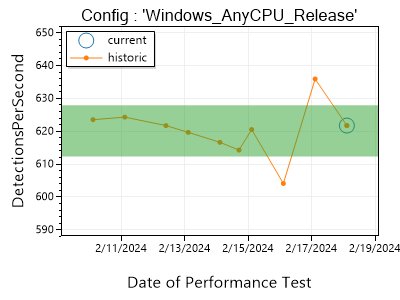 Config : 'Windows_AnyCPU_Release'
650
640
630
620
610
600
590
DetectionsPerSecond
current
historic
2/11/2024
2/13/2024
2/15/2024
2/17/2024
2/19/2024
Date of Performance Test